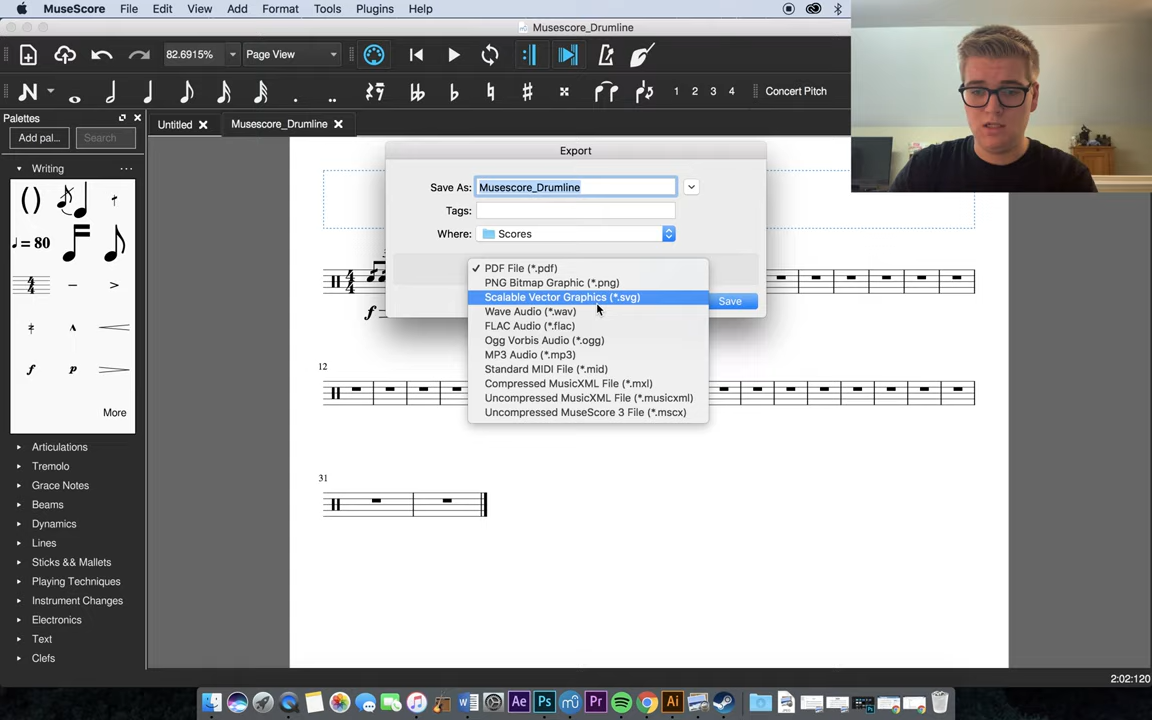 MuseScore File Edit View Add Format Tools Plugins Help
Musescore_Drumline
82.6915% Page View
1 2 3 4 Concert Pitch
Palettes
Untitled Musescore_Drumline
Add pal... Search
Writing
= 80
f p
More
Articulations
Tremolo
Grace Notes
Beams
Dynamics
Lines
Sticks && Mallets
Playing Techniques
Instrument Changes
Electronics
Text
Clefs
Export
Save As: Musescore_Drumline
Tags:
Where: Scores
PDF File (*.pdf)
PNG Bitmap Graphic (*.png)
Scalable Vector Graphics (*.svg)
Wave Audio (*.wav)
FLAC Audio (*.flac)
Ogg Vorbis Audio (*.ogg)
MP3 Audio (*.mp3)
Standard MIDI File (*.mid)
Compressed MusicXML File (*.mxl)
Uncompressed MusicXML File (*.musicxml)
Uncompressed MuseScore 3 File (*.mscx)
Save
f
12
31
2:02:120
Ae Ps Pr Ai